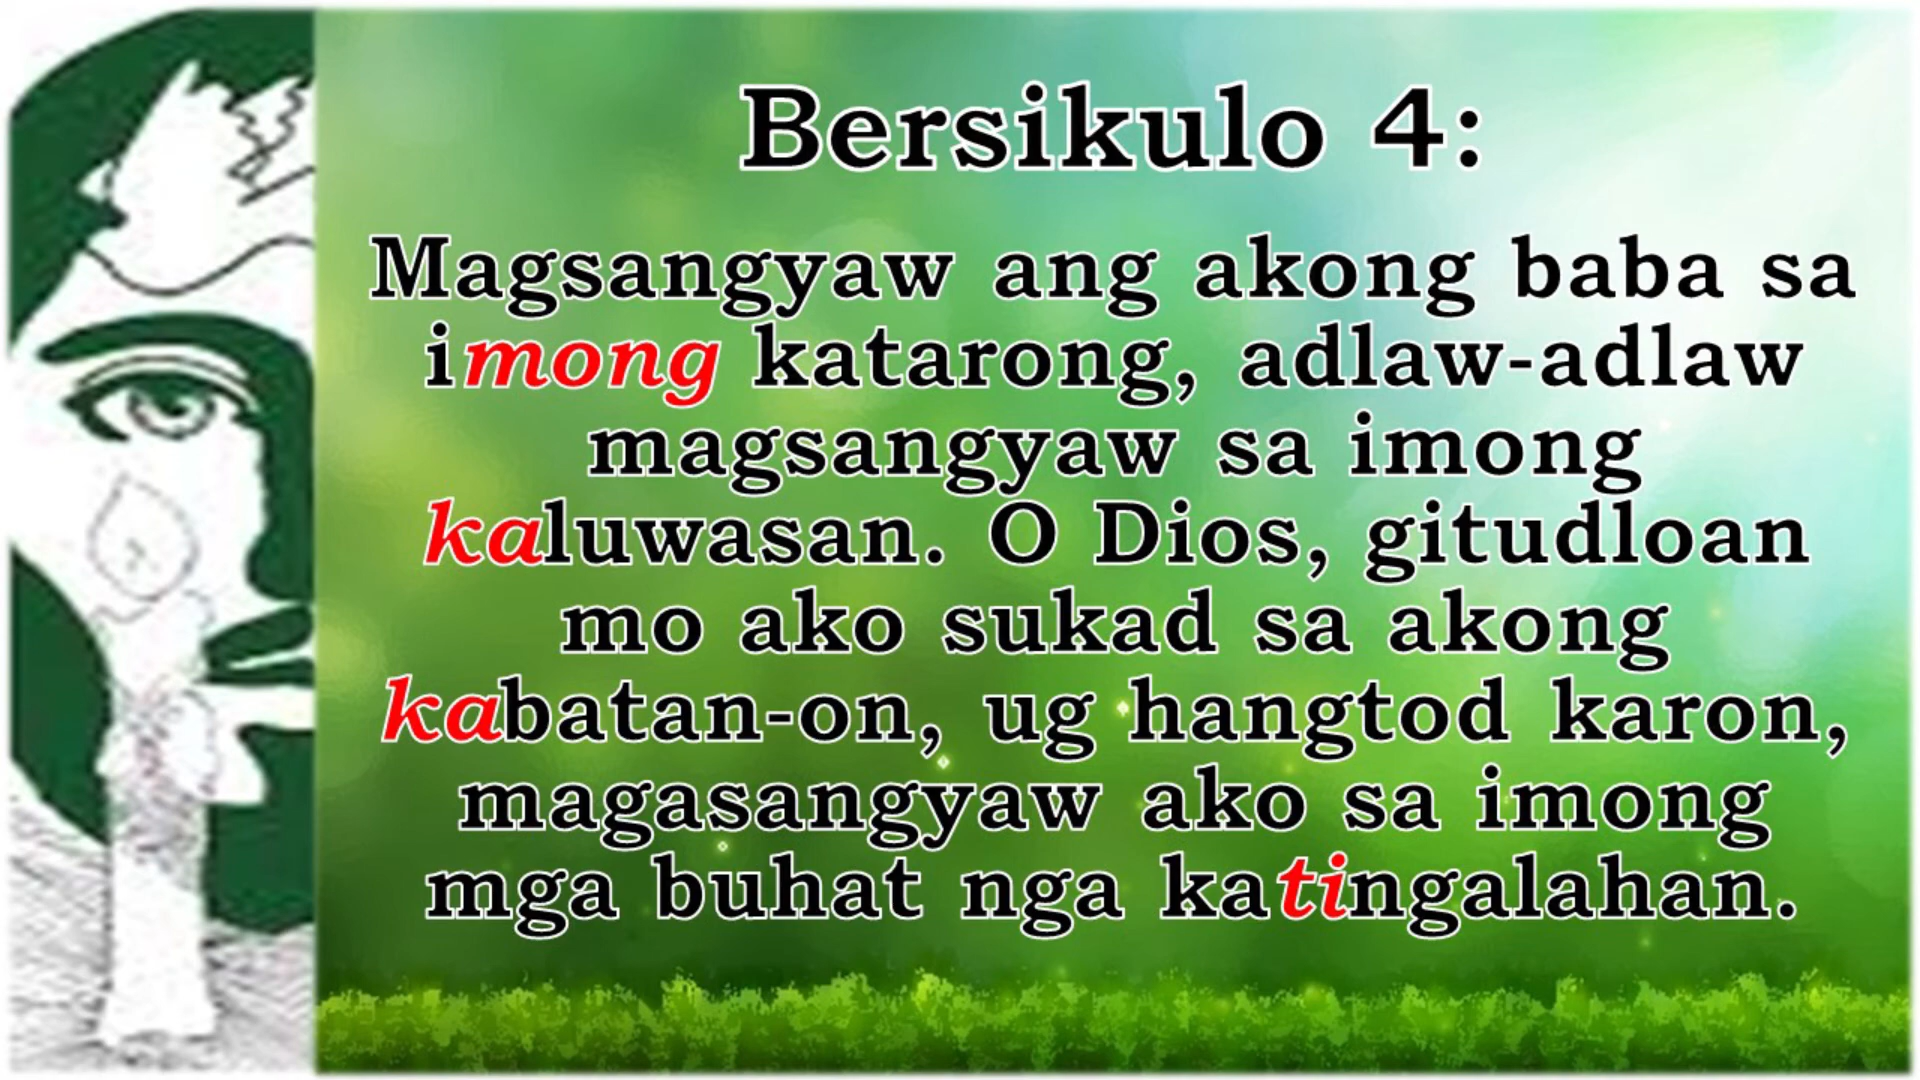 Bersikulo 4:
Magsangyaw ang akong baba sa
imong katarong, adlaw-adlaw
magsangyaw sa imong
kaluwasan. O Dios, gitudloan
mo ako sukad sa akong
kabatan-on, ug hangtod karon,
magasangyaw ako sa imong
mga buhat nga katingalahan.